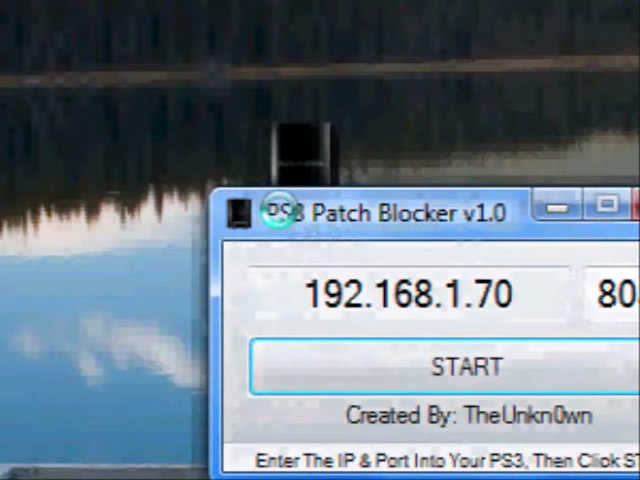 PS3 Patch Blocker v1.0
192.168.1.70 80
START
Created By: TheUnkn0wn
Enter The IP & Port Into Your PS3, Then Click ST